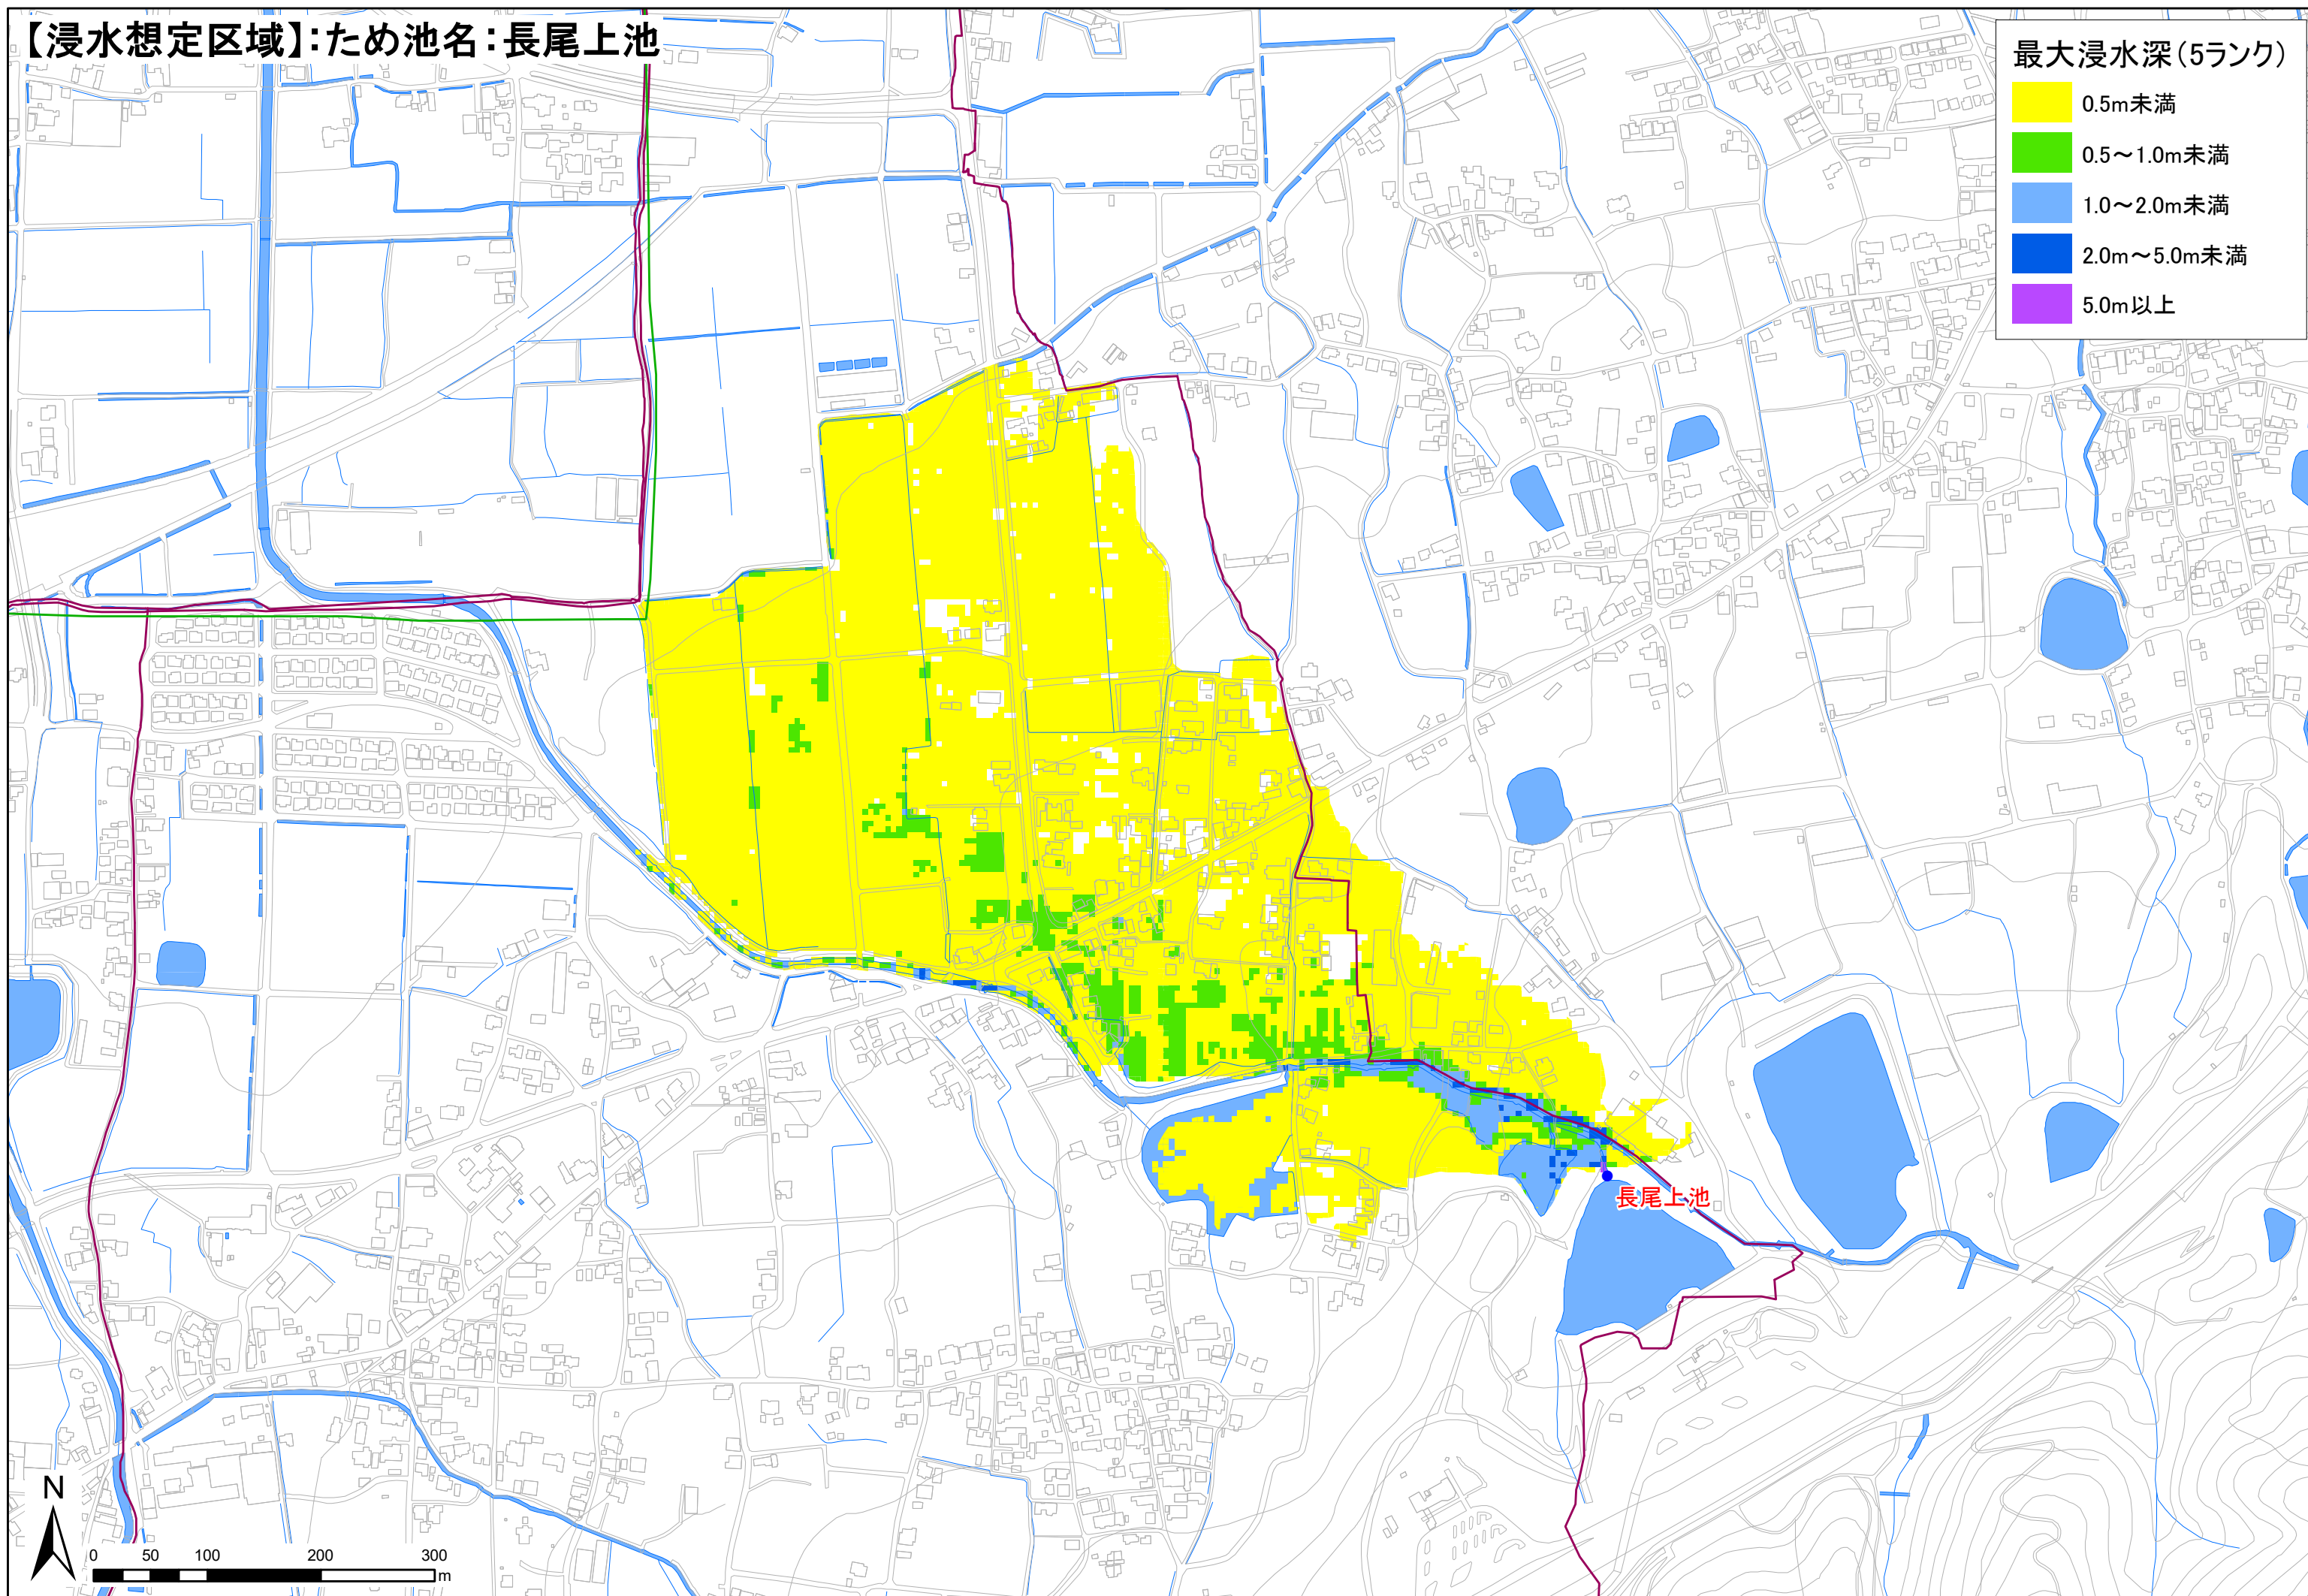 【浸水想定区域】：ため池名：長尾上池
最大浸水深（5ランク）
0.5m未満
0.5～1.0m未満
1.0～2.0m未満
2.0m～5.0m未満
5.0m以上
長尾上池
N
0 50 100 200 300
m